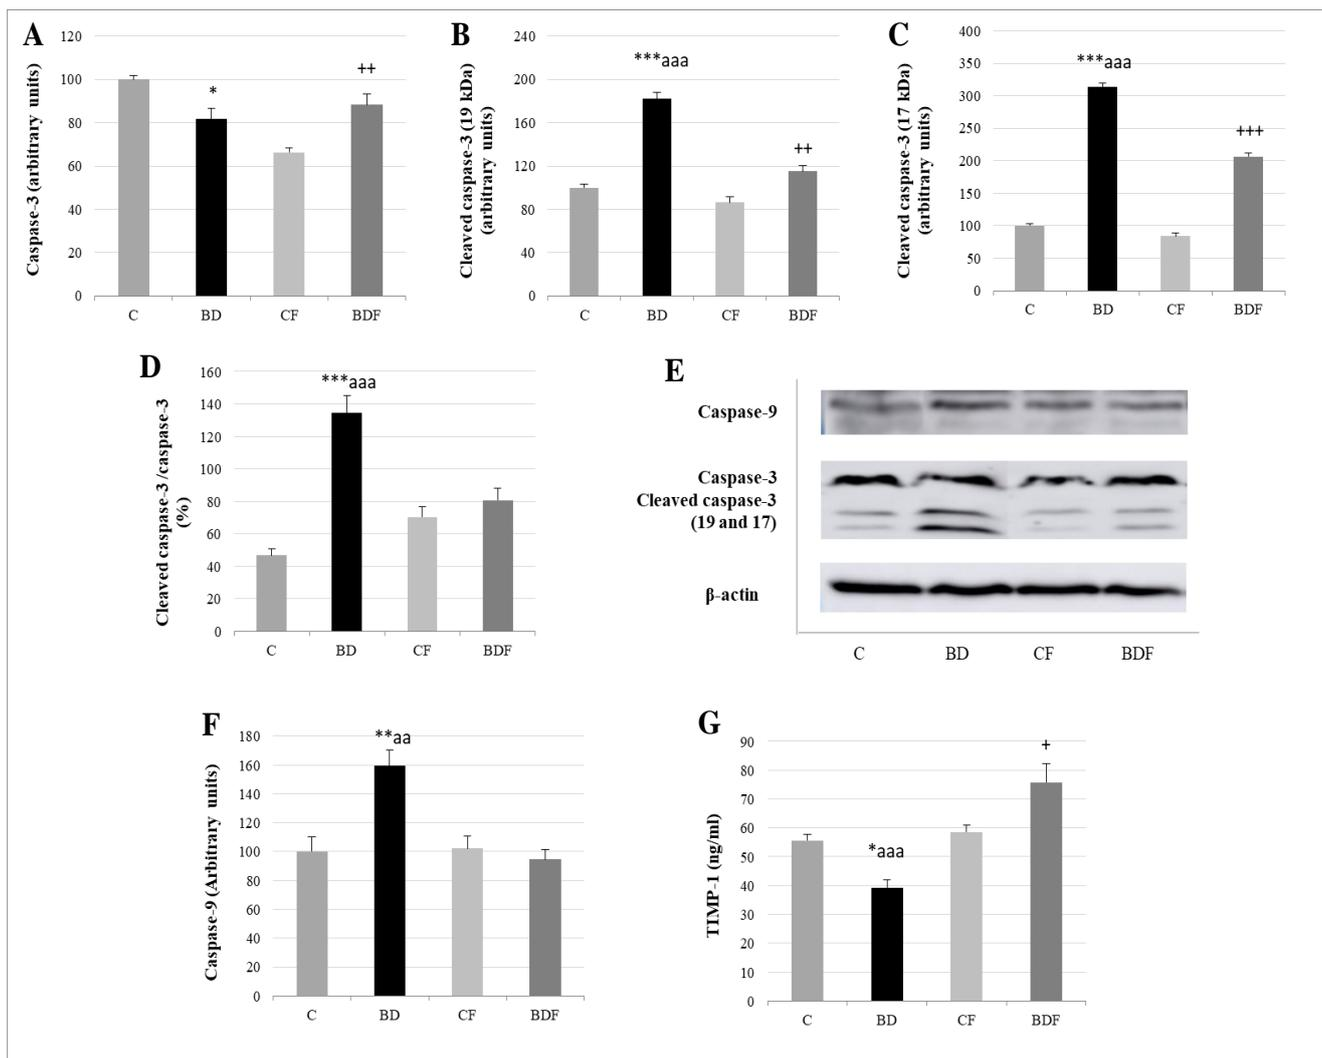 A
Caspase-3 (arbitrary units)
120
100
80
60
40
20
0
*
++
C BD CF BDF
B
Cleaved caspase-3 (19 kDa)
(arbitrary units)
240
200
160
120
80
40
0
***aaa
++
C BD CF BDF
C
Cleaved caspase-3 (17 kDa)
(arbitrary units)
400
350
300
250
200
150
100
50
0
***aaa
+++
C BD CF BDF
D
Cleaved caspase-3 /caspase-3
(%)
160
140
120
100
80
60
40
20
0
***aaa
C BD CF BDF
E
Caspase-9
Caspase-3
Cleaved caspase-3
(19 and 17)
β-actin
C BD CF BDF
F
Caspase-9 (Arbitrary units)
180
160
140
120
100
80
60
40
20
0
**aa
C BD CF BDF
G
TIMP-1 (ng/ml)
90
80
70
60
50
40
30
20
10
0
*aaa
+
C BD CF BDF